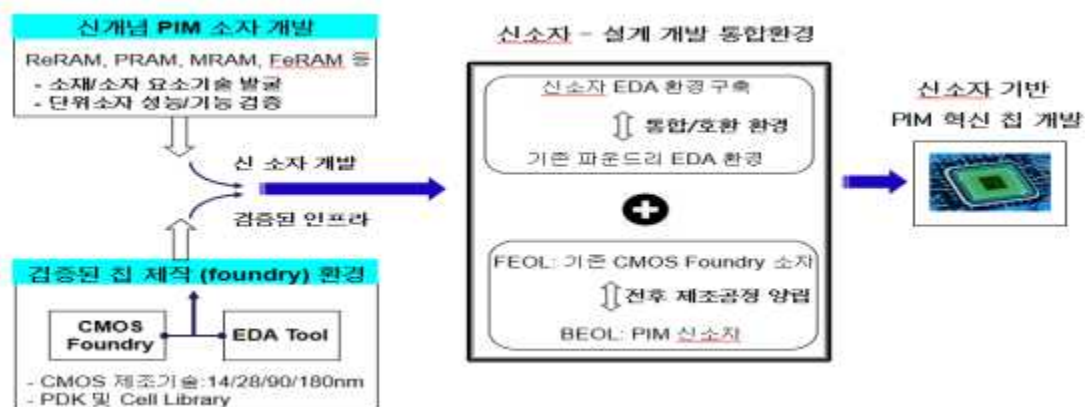 신개념 PIM 소자 개발
ReRAM, PRAM, MRAM, FeRAM 등
- 소재/소자 요소기술 발굴
- 단위소자 성능/기능 검증
신 소자 개발
검증된 인프라
검증된 칩 제작 (foundry) 환경
CMOS
Foundry
EDA Tool
- CMOS 제조기술:14/28/90/180nm
- PDK 및 Cell Library
신소자 - 설계 개발 통합환경
신소자 EDA 환경 구축
통합/호환 환경
기존 파운드리 EDA 환경
FEOL: 기존 CMOS Foundry 소자
전후 제조공정 양립
BEOL: PIM 신소자
신소자 기반
PIM 혁신 칩 개발